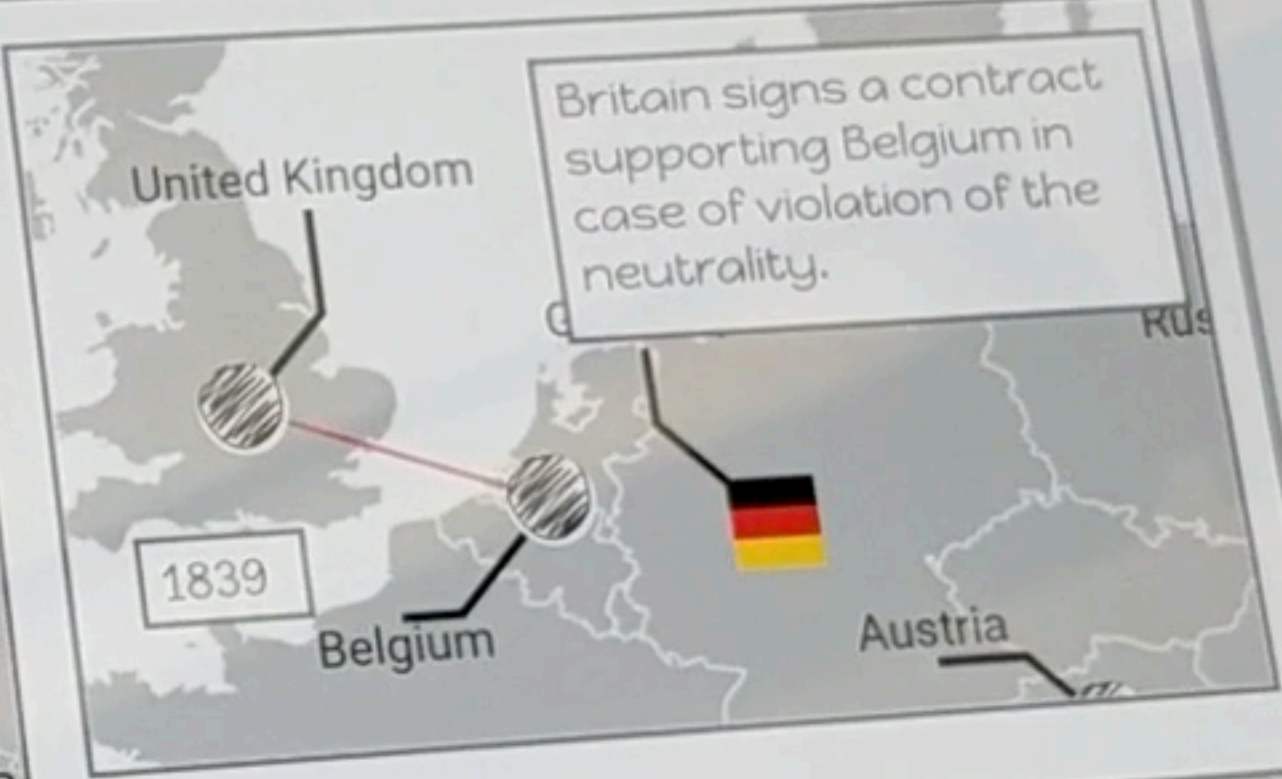 United Kingdom
Britain signs a contract
supporting Belgium in
case of violation of the
neutrality.
1839
Belgium
Austria